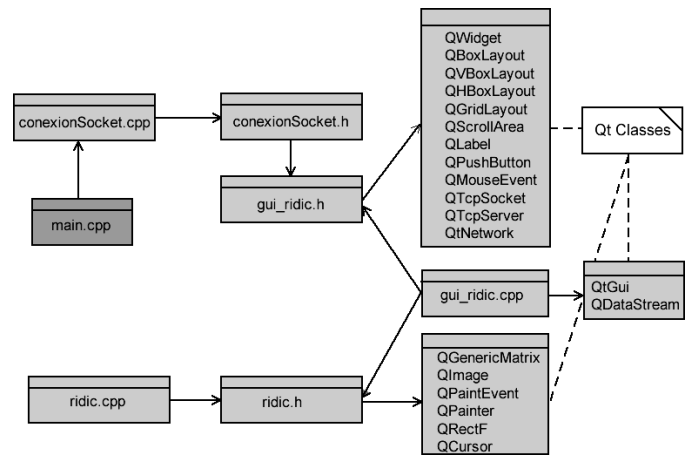 QWidget
QBoxLayout
QVBoxLayout
QHBoxLayout
QGridLayout
QScrollArea
QLabel
QPushButton
QMouseEvent
QTcpSocket
QTcpServer
QtNetwork
conexionSocket.cpp
conexionSocket.h
Qt Classes
main.cpp
gui_ridic.h
gui_ridic.cpp
QtGui
QDataStream
ridic.cpp
ridic.h
QGenericMatrix
QImage
QPaintEvent
QPainter
QRectF
QCursor